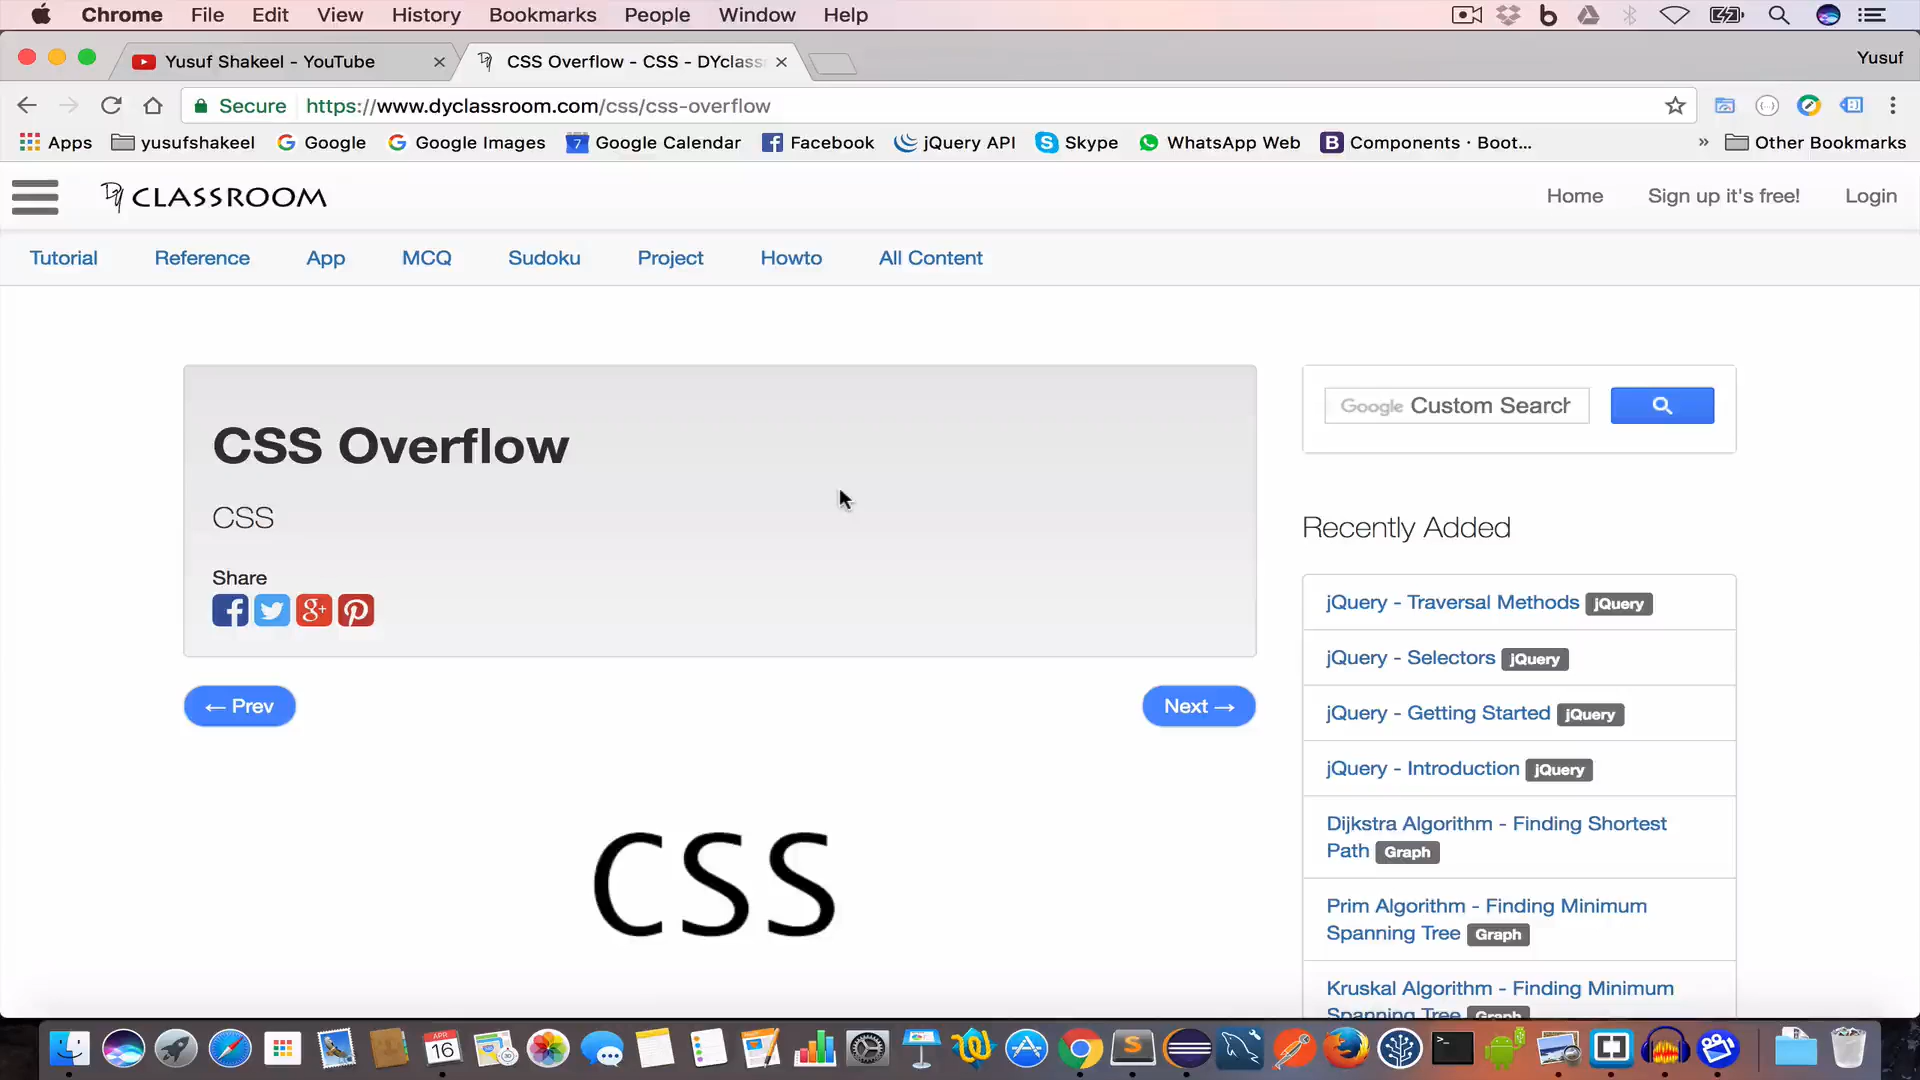 Chrome File Edit View History Bookmarks People Window Help
Yusuf Shakeel - YouTube
CSS Overflow - CSS - DYclass
Yusuf
Secure https://www.dyclassroom.com/css/css-overflow
Apps yusufshakeel Google Google Images Google Calendar Facebook jQuery API Skype WhatsApp Web Components · Boot... » Other Bookmarks
CLASSROOM
Home Sign up it's free! Login
Tutorial Reference App MCQ Sudoku Project Howto All Content
CSS Overflow
CSS
Share
← Prev
Next →
CSS
Google Custom Search
Recently Added
jQuery - Traversal Methods jQuery
jQuery - Selectors jQuery
jQuery - Getting Started jQuery
jQuery - Introduction jQuery
Dijkstra Algorithm - Finding Shortest
Path Graph
Prim Algorithm - Finding Minimum
Spanning Tree Graph
Kruskal Algorithm - Finding Minimum
Spanning Tree Graph
APR
16